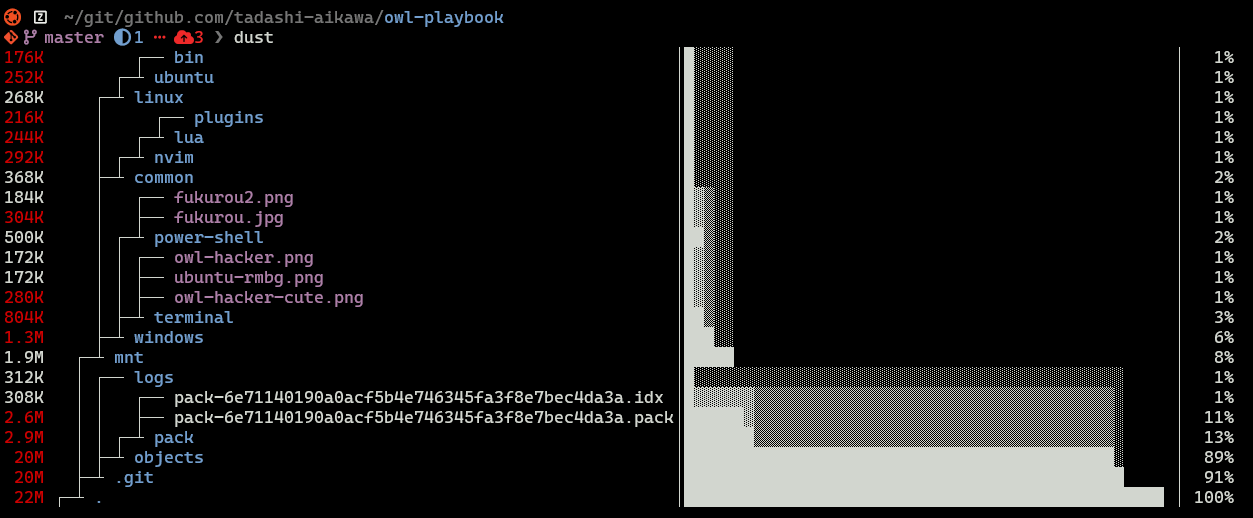 Z ~/git/github.com/tadashi-aikawa/owl-playbook
master 1 ··· 3 ❯ dust
176K bin 1%
252K ubuntu 1%
268K linux 1%
216K plugins 1%
244K lua 1%
292K nvim 1%
368K common 2%
184K fukurou2.png 1%
304K fukurou.jpg 1%
500K power-shell 2%
172K owl-hacker.png 1%
172K ubuntu-rmbg.png 1%
280K owl-hacker-cute.png 1%
804K terminal 3%
1.3M windows 6%
1.9M mnt 8%
312K logs 1%
308K pack-6e71140190a0acf5b4e746345fa3f8e7bec4da3a.idx 1%
2.6M pack-6e71140190a0acf5b4e746345fa3f8e7bec4da3a.pack 11%
2.9M pack 13%
20M objects 89%
20M .git 91%
22M . 100%